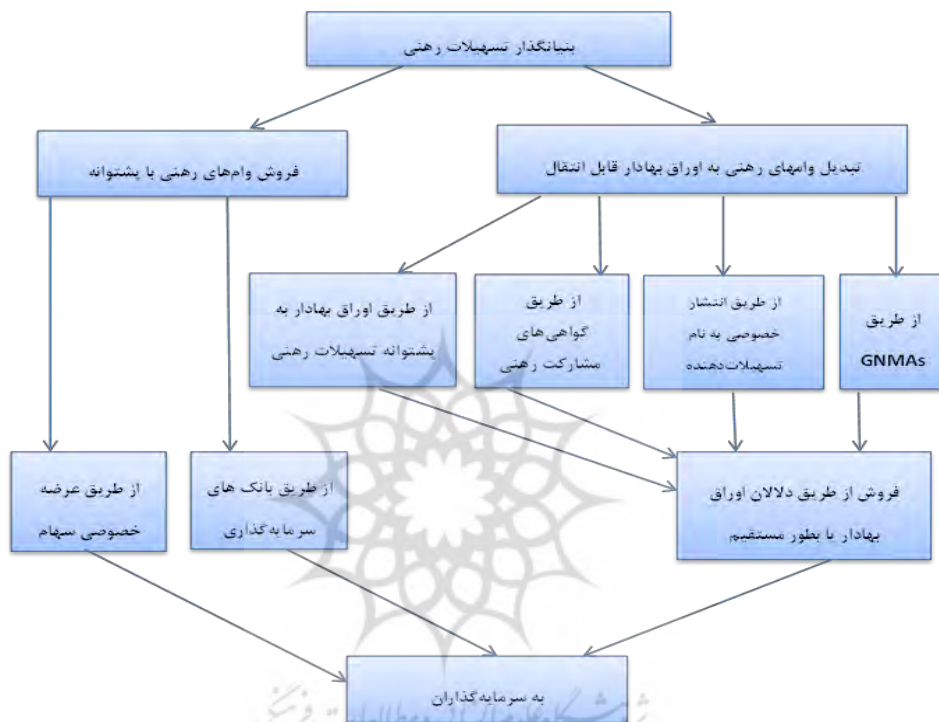 بنیانگذار تسهیلات رهنی
تبدیل وامهای رهنی به اوراق بهادار قابل انتقال
فروش وام‌های رهنی با پشتوانه
از طریق
GNMAs
از طریق انتشار
خصوصی به نام
تسهیلات‌دهنده
از طریق
گواهی‌های
مشارکت رهنی
از طریق اوراق بهادار به
پشتوانه تسهیلات رهنی
فروش از طریق دلالان اوراق
بهادار یا بطور مستقیم
از طریق بانک های
سرمایه‌گذاری
از طریق عرضه
خصوصی سهام
به سرمایه‌گذاران